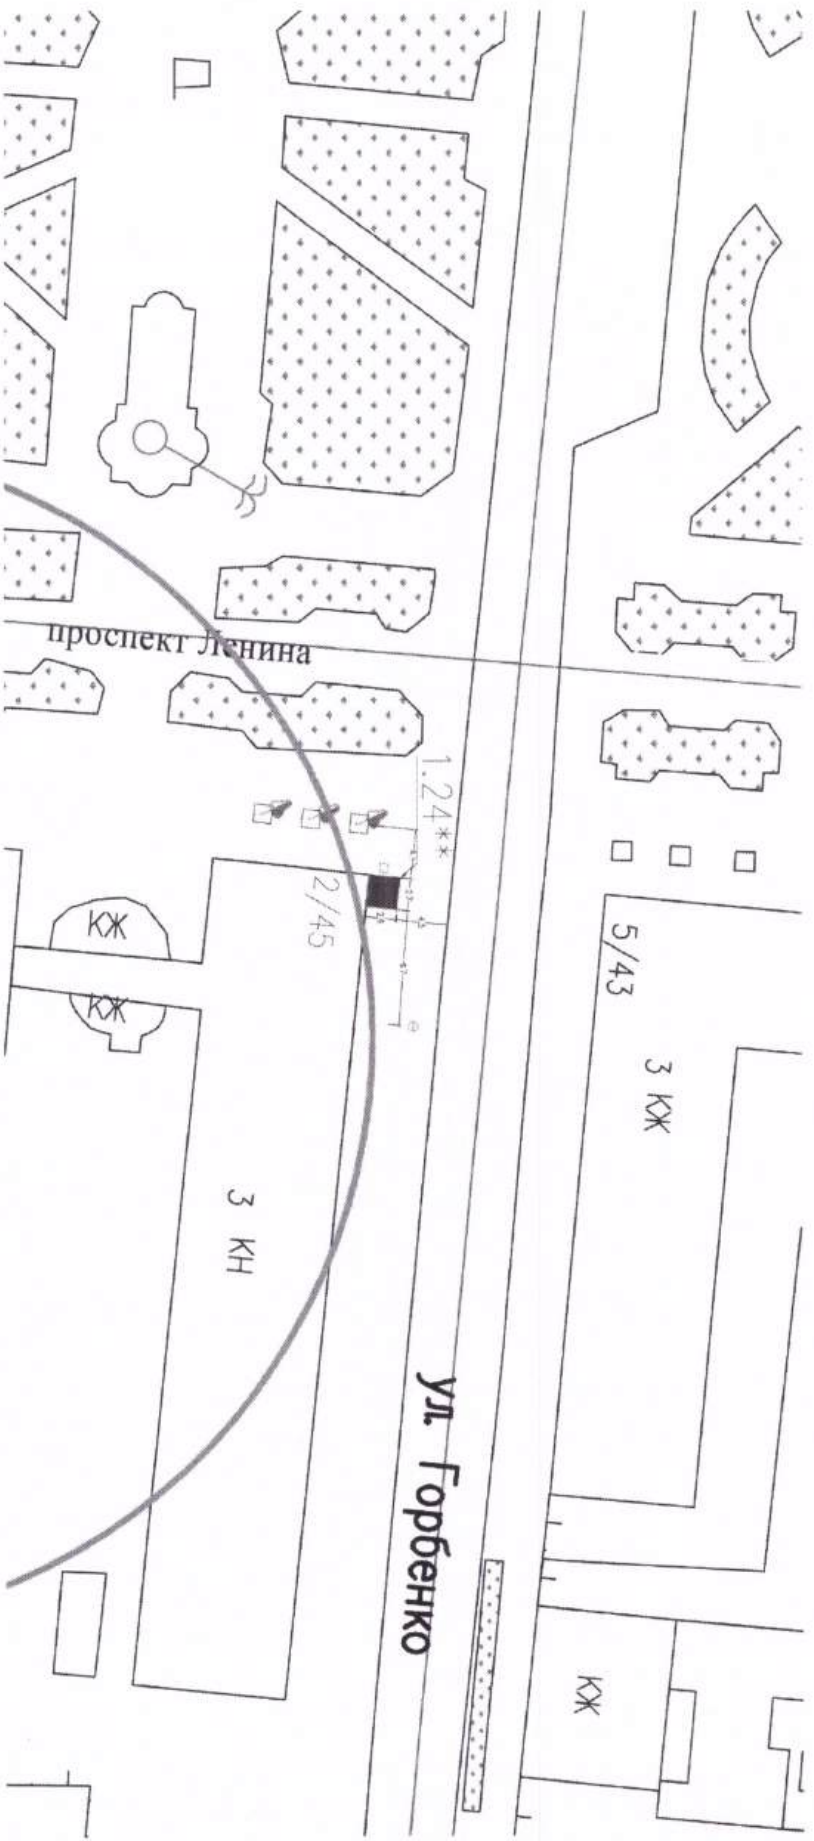 проспект Ленина
1.24**
2/45
5/43
КЖ
КЖ
3 КЖ
3 КН
ул. Горбенко
КЖ